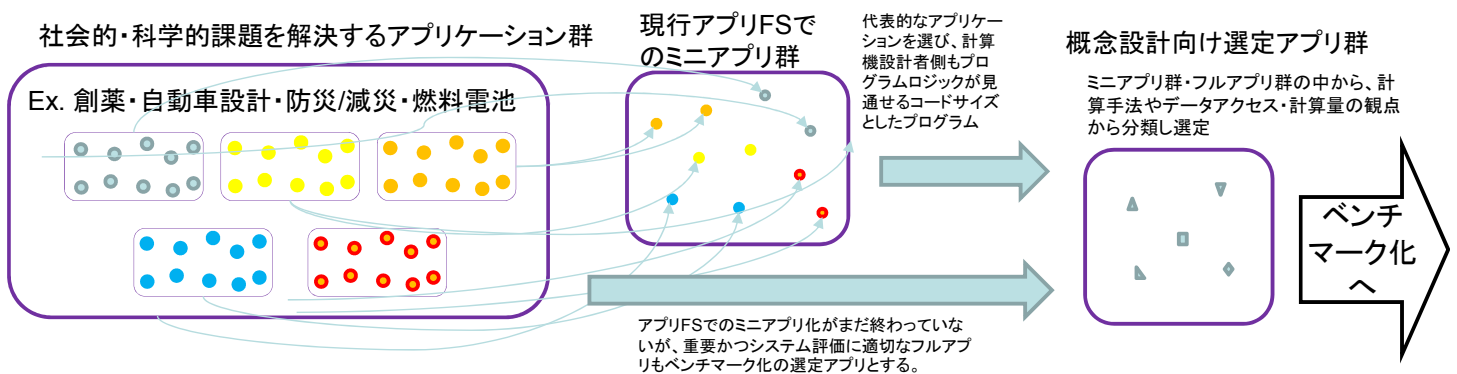 社会的・科学的課題を解決するアプリケーション群
Ex. 創薬・自動車設計・防災/減災・燃料電池
現行アプリFSで
のミニアプリ群
代表的なアプリケー
ションを選び、計算
機設計者側もプロ
グラムロジックが見
通せるコードサイズ
としたプログラム
アプリFSでのミニアプリ化がまだ終わっていな
いが、重要かつシステム評価に適切なフルアプ
リもベンチマーク化の選定アプリとする。
概念設計向け選定アプリ群
ミニアプリ群・フルアプリ群の中から、計
算手法やデータアクセス・計算量の観点
から分類し選定
ベンチ
マーク化
へ